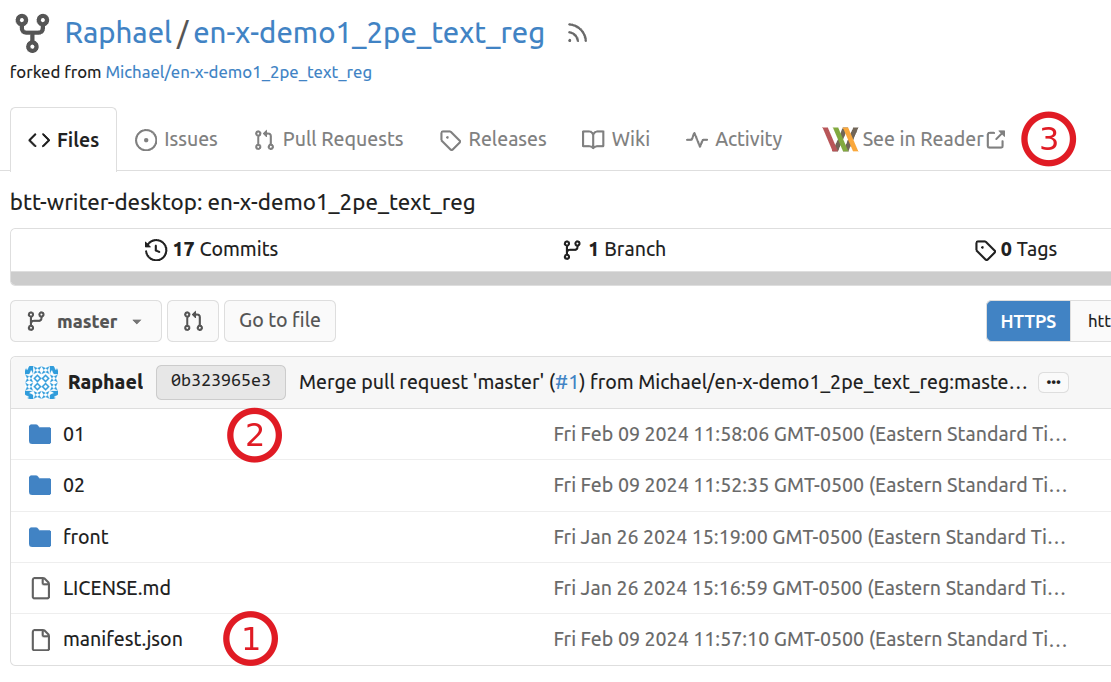 Raphael/en-x-demo1_2pe_text_reg
forked from Michael/en-x-demo1_2pe_text_reg
Files Issues Pull Requests Releases Wiki Activity See in Reader 3
btt-writer-desktop: en-x-demo1_2pe_text_reg
17 Commits 1 Branch 0 Tags
master Go to file HTTPS htt
Raphael 0b323965e3 Merge pull request 'master' (#1) from Michael/en-x-demo1_2pe_text_reg:maste… ...
01 2 Fri Feb 09 2024 11:58:06 GMT-0500 (Eastern Standard Ti…
02 Fri Feb 09 2024 11:52:35 GMT-0500 (Eastern Standard Ti…
front Fri Jan 26 2024 15:19:00 GMT-0500 (Eastern Standard Ti…
LICENSE.md Fri Jan 26 2024 15:16:59 GMT-0500 (Eastern Standard Ti…
manifest.json 1 Fri Feb 09 2024 11:57:10 GMT-0500 (Eastern Standard Ti…